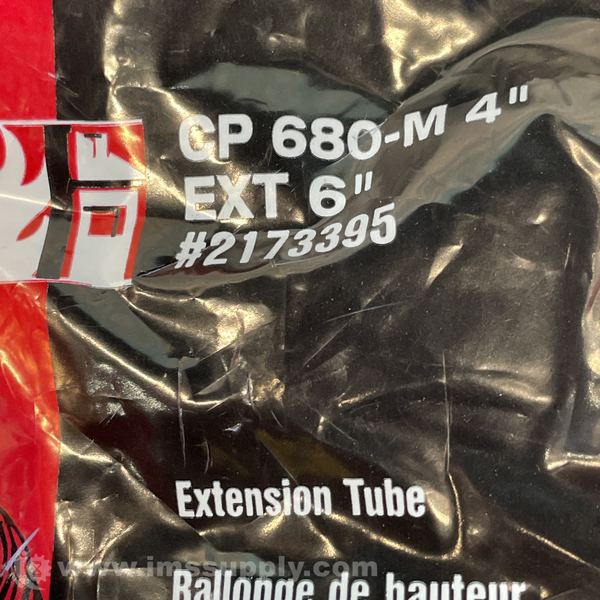 CP 680-M 4"
EXT 6"
#2173395
Extension Tube
www.imssupply.com
Rallonge de hauteur